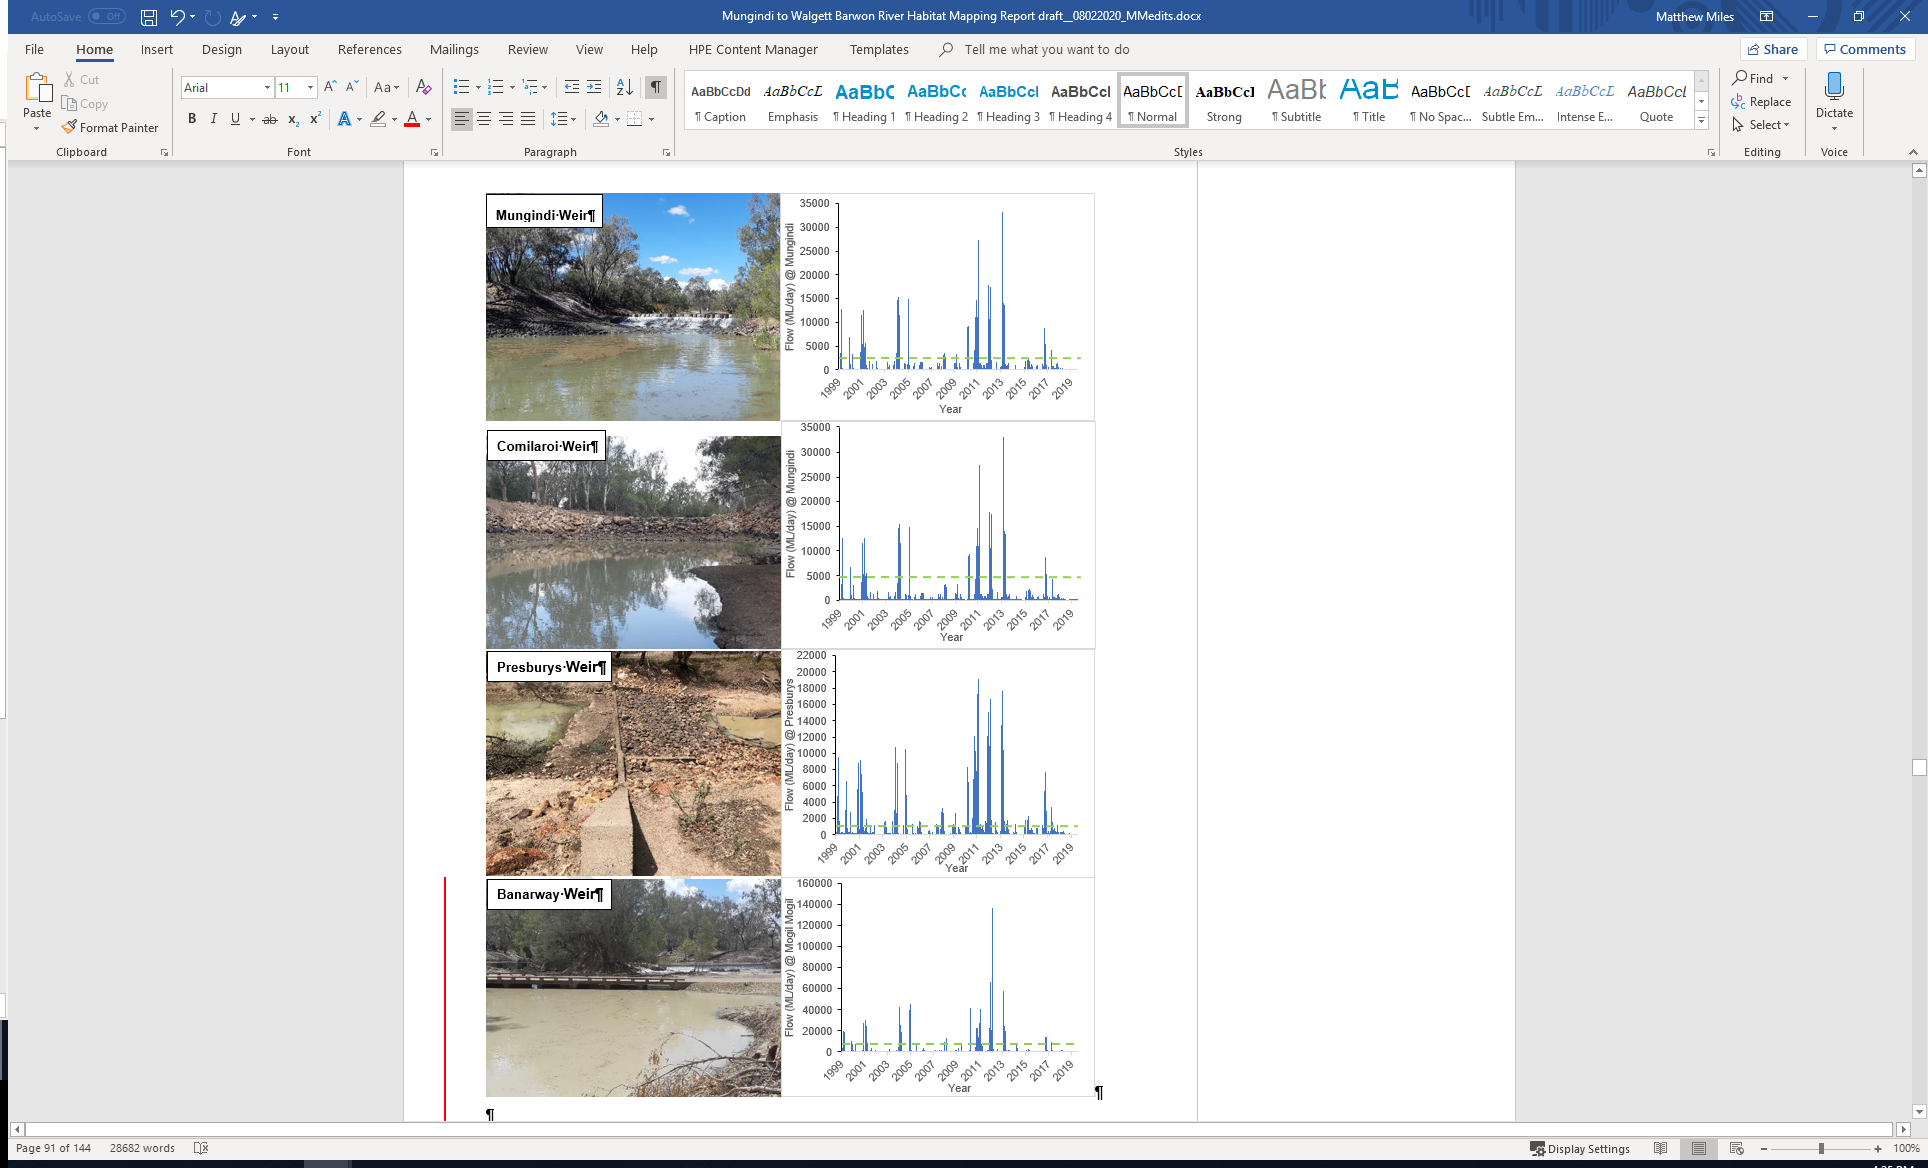 AutoSave Off
Mungindi to Walgett Barwon River Habitat Mapping Report draft__08022020_MMedits.docx
Matthew Miles
File Home Insert Design Layout References Mailings Review View Help HPE Content Manager Templates Tell me what you want to do
Share Comments
Paste
Cut
Copy
Format Painter
Clipboard
Arial 11
Font
Paragraph
AaBbCcDd AaBbCcD AaBbC AaBbCc AaBbCcI AaBbCcI AaBbCcD AaBbCcI AaBb AaB AaBbCcD AaBbCcD AaBbCcD AaBbCcI
¶ Caption Emphasis ¶ Heading 1 ¶ Heading 2 ¶ Heading 3 ¶ Heading 4 ¶ Normal Strong ¶ Subtitle ¶ Title ¶ No Spac... Subtle Em... Intense E... Quote
Styles
Find
Replace
Select
Editing
Dictate
Voice
Mungindi·Weir¶
Flow (ML/day) @ Mungindi
35000
30000
25000
20000
15000
10000
5000
0
1999 2001 2003 2005 2007 2009 2011 2013 2015 2017 2019
Year
Comilaroi·Weir¶
Flow (ML/day) @ Mungindi
35000
30000
25000
20000
15000
10000
5000
0
1999 2001 2003 2005 2007 2009 2011 2013 2015 2017 2019
Year
Presburys·Weir¶
Flow (ML/day) @ Presburys
22000
20000
18000
16000
14000
12000
10000
8000
6000
4000
2000
0
1999 2001 2003 2005 2007 2009 2011 2013 2015 2017 2019
Year
Banarway·Weir¶
Flow (ML/day) @ Mogil Mogil
160000
140000
120000
100000
80000
60000
40000
20000
0
1999 2001 2003 2005 2007 2009 2011 2013 2015 2017 2019
Year
¶
¶
Page 91 of 144 28682 words
Display Settings
100%